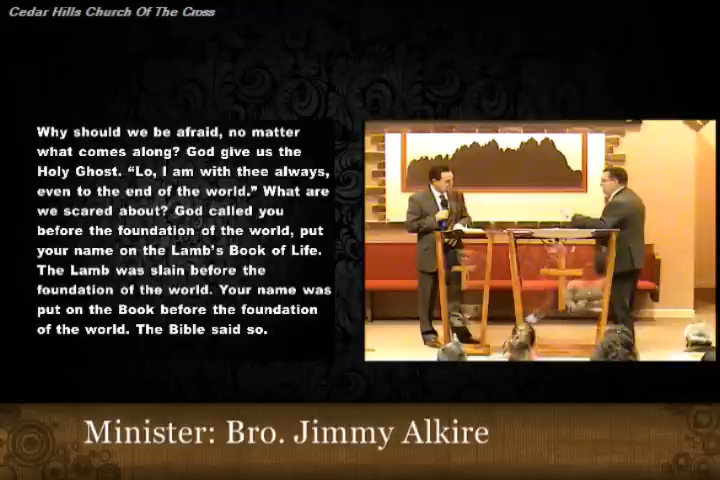 Cedar Hills Church Of The Cross
Why should we be afraid, no matter
what comes along? God give us the
Holy Ghost. “Lo, I am with thee always,
even to the end of the world.” What are
we scared about? God called you
before the foundation of the world, put
your name on the Lamb’s Book of Life.
The Lamb was slain before the
foundation of the world. Your name was
put on the Book before the foundation
of the world. The Bible said so.
Minister: Bro. Jimmy Alkire